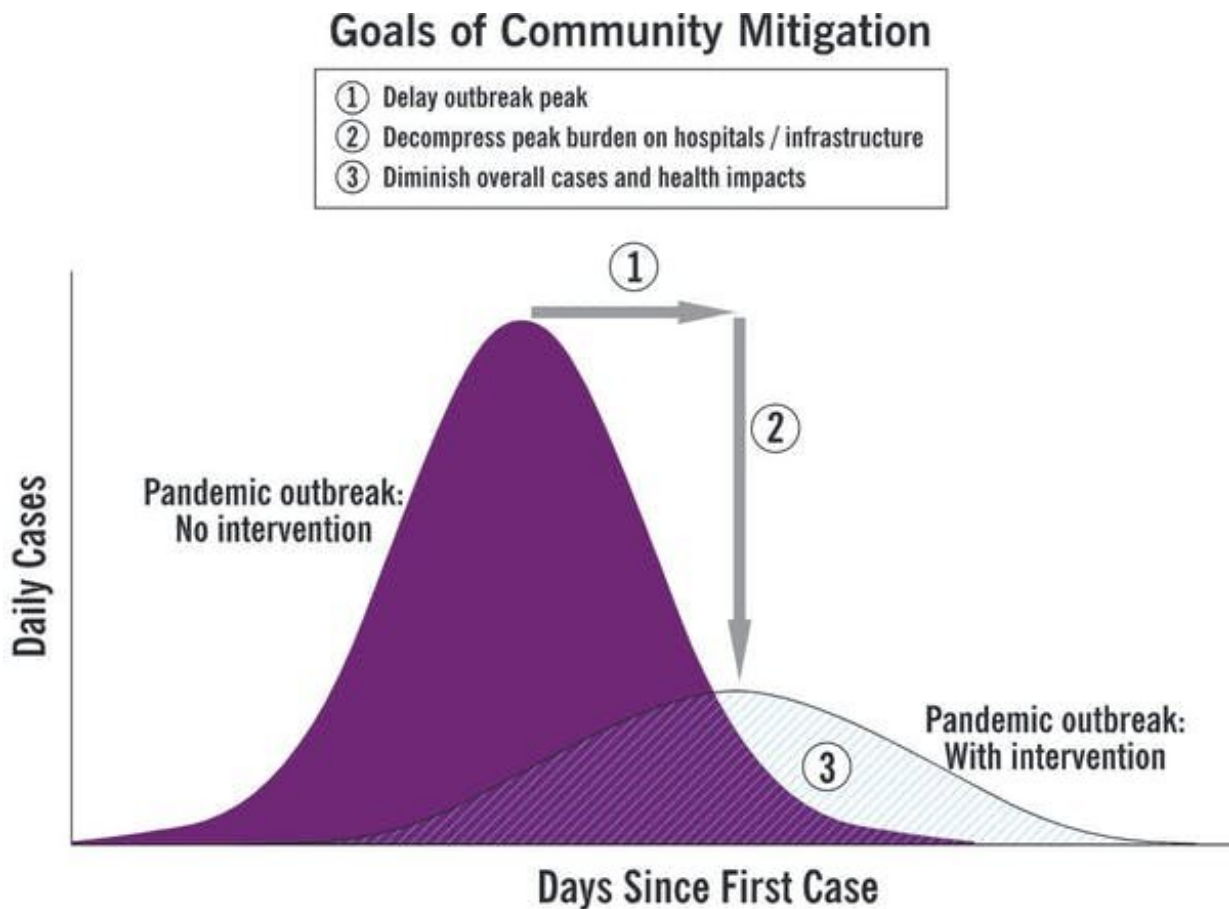 Goals of Community Mitigation
① Delay outbreak peak
② Decompress peak burden on hospitals / infrastructure
③ Diminish overall cases and health impacts
①
②
Pandemic outbreak:
No intervention
Daily Cases
Pandemic outbreak:
With intervention
③
Days Since First Case